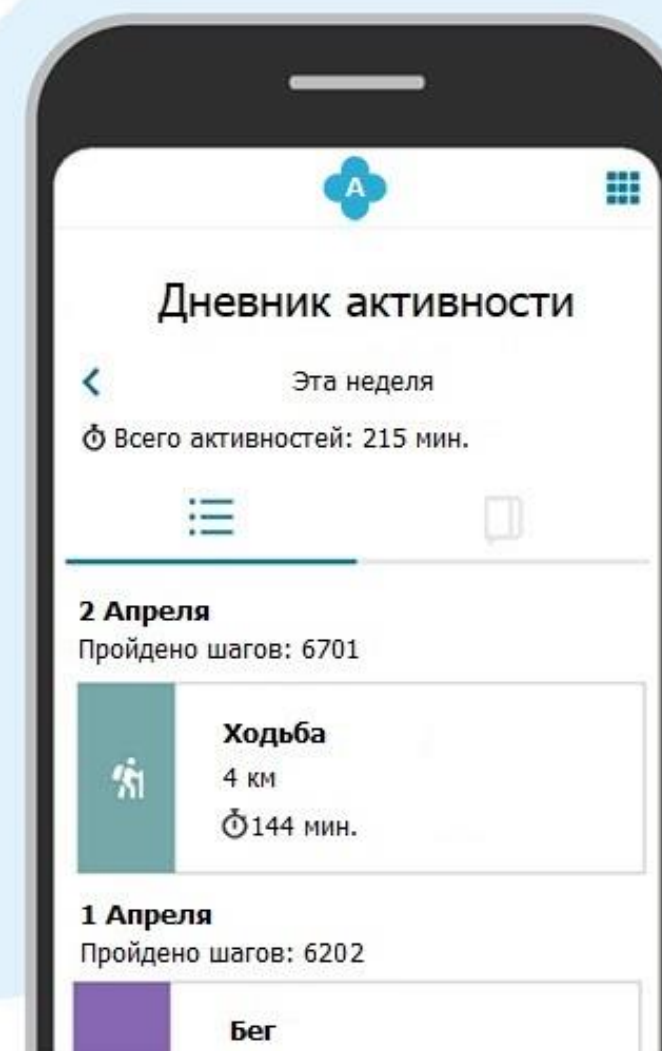 А
Дневник активности
Эта неделя
Всего активностей: 215 мин.
2 Апреля
Пройдено шагов: 6701
Ходьба
4 км
144 мин.
1 Апреля
Пройдено шагов: 6202
Бег